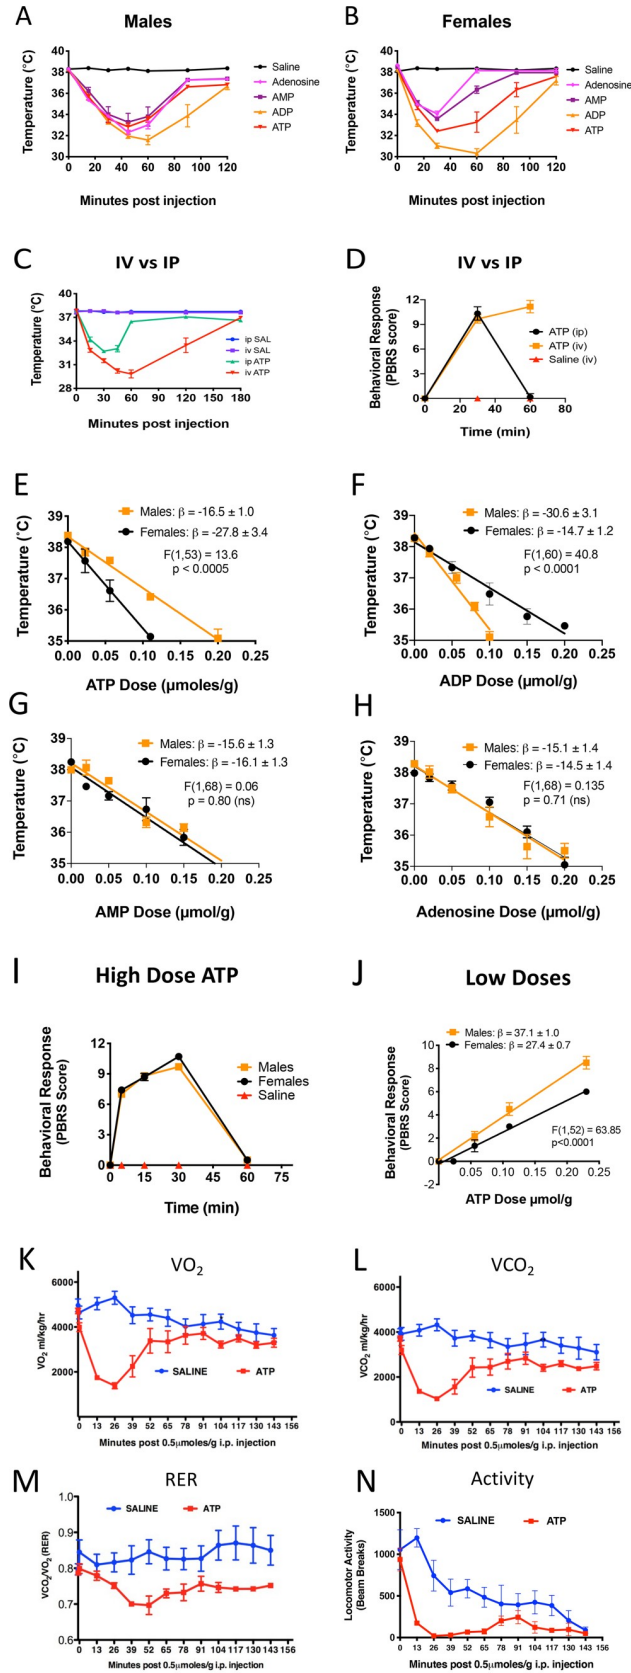 A
Males
Temperature (°C)
40
38
36
34
32
30
0 20 40 60 80 100 120
Minutes post injection
Saline
Adenosine
AMP
ADP
ATP
B
Females
Temperature (°C)
40
38
36
34
32
30
0 20 40 60 80 100 120
Minutes post injection
Saline
Adenosine
AMP
ADP
ATP
C
IV vs IP
Temperature (°C)
40
37
34
31
28
0 30 60 90 120 150 180
Minutes post injection
ip SAL
iv SAL
ip ATP
iv ATP
D
IV vs IP
Behavioral Response
(PBRS score)
12
9
6
3
0
0 20 40 60 80
Time (min)
ATP (ip)
ATP (iv)
Saline (iv)
E
Temperature (°C)
39
38
37
36
35
0.00 0.05 0.10 0.15 0.20 0.25
ATP Dose (μmoles/g)
Males: β = -16.5 ± 1.0
Females: β = -27.8 ± 3.4
F(1,53) = 13.6
p < 0.0005
F
Temperature (°C)
39
38
37
36
35
0.00 0.05 0.10 0.15 0.20 0.25
ADP Dose (μmol/g)
Males: β = -30.6 ± 3.1
Females: β = -14.7 ± 1.2
F(1,60) = 40.8
p < 0.0001
G
Temperature (°C)
39
38
37
36
35
0.00 0.05 0.10 0.15 0.20 0.25
AMP Dose (μmol/g)
Males: β = -15.6 ± 1.3
Females: β = -16.1 ± 1.3
F(1,68) = 0.06
p = 0.80 (ns)
H
Temperature (°C)
39
38
37
36
35
0.00 0.05 0.10 0.15 0.20 0.25
Adenosine Dose (μmol/g)
Males: β = -15.1 ± 1.4
Females: β = -14.5 ± 1.4
F(1,68) = 0.135
p = 0.71 (ns)
I
High Dose ATP
Behavioral Response
(PBRS Score)
12
9
6
3
0
0 15 30 45 60 75
Time (min)
Males
Females
Saline
J
Low Doses
Behavioral Response
(PBRS Score)
10
8
6
4
2
0
-2
0.05 0.10 0.15 0.20 0.25
ATP Dose μmol/g
Males: β = 37.1 ± 1.0
Females: β = 27.4 ± 0.7
F(1,52) = 63.85
p<0.0001
K
VO2
VO2 ml/kg/hr
6000
4000
2000
0 13 26 39 52 65 78 91 104 117 130 143 156
Minutes post 0.5μmoles/g i.p. injection
SALINE
ATP
L
VCO2
VCO2 ml/kg/hr
6000
4000
2000
0
0 13 26 39 52 65 78 91 104 117 130 143 156
Minutes post 0.5μmoles/g i.p. injection
SALINE
ATP
M
RER
VCO2/VO2 (RER)
1.0
0.9
0.8
0.7
0.6
0 13 26 39 52 65 78 91 104 117 130 143 156
Minutes post 0.5μmoles/g i.p. injection
SALINE
ATP
N
Activity
Locomotor Activity
(Beam Breaks)
1500
1000
500
0
0 13 26 39 52 65 78 91 104 117 130 143 156
Minutes post 0.5μmoles/g i.p. injection
SALINE
ATP